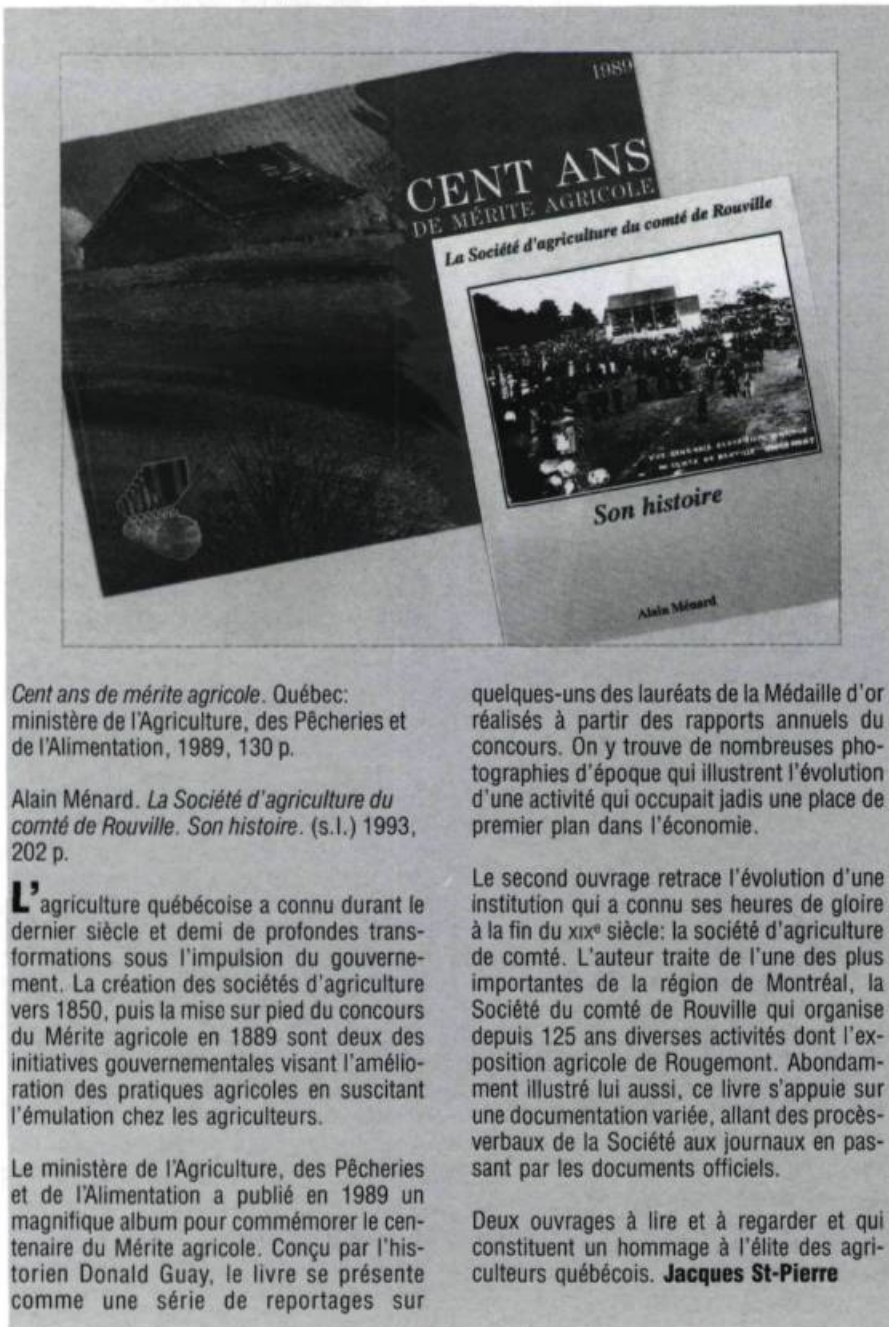 1989
CENT ANS
DE MÉRITE AGRICOLE
La Société d'agriculture du comté de Rouville
VUE GÉNÉRALE
DU COMTÉ DE ROUVILLE
Son histoire
Alain Ménard
Cent ans de mérite agricole. Québec:
ministère de l'Agriculture, des Pêcheries et
de l'Alimentation, 1989, 130 p.
Alain Ménard. La Société d'agriculture du
comté de Rouville. Son histoire. (s.l.) 1993,
202 p.
L'agriculture québécoise a connu durant le
dernier siècle et demi de profondes trans-
formations sous l'impulsion du gouverne-
ment. La création des sociétés d'agriculture
vers 1850, puis la mise sur pied du concours
du Mérite agricole en 1889 sont deux des
initiatives gouvernementales visant l'amélio-
ration des pratiques agricoles en suscitant
l'émulation chez les agriculteurs.
Le ministère de l'Agriculture, des Pêcheries
et de l'Alimentation a publié en 1989 un
magnifique album pour commémorer le cen-
tenaire du Mérite agricole. Conçu par l'his-
torien Donald Guay, le livre se présente
comme une série de reportages sur
quelques-uns des lauréats de la Médaille d'or
réalisés à partir des rapports annuels du
concours. On y trouve de nombreuses pho-
tographies d'époque qui illustrent l'évolution
d'une activité qui occupait jadis une place de
premier plan dans l'économie.
Le second ouvrage retrace l'évolution d'une
institution qui a connu ses heures de gloire
à la fin du XIXe siècle: la société d'agriculture
de comté. L'auteur traite de l'une des plus
importantes de la région de Montréal, la
Société du comté de Rouville qui organise
depuis 125 ans diverses activités dont l'ex-
position agricole de Rougemont. Abondam-
ment illustré lui aussi, ce livre s'appuie sur
une documentation variée, allant des procès-
verbaux de la Société aux journaux en pas-
sant par les documents officiels.
Deux ouvrages à lire et à regarder et qui
constituent un hommage à l'élite des agri-
culteurs québécois. Jacques St-Pierre